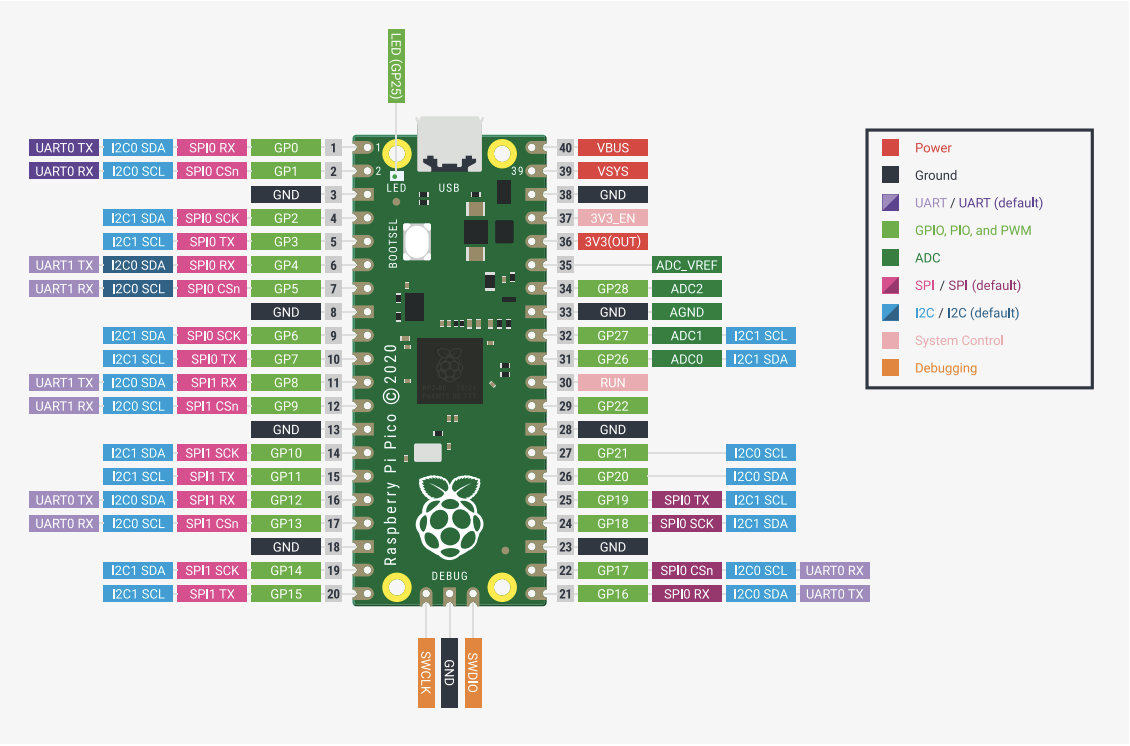 LED (GP25)
UART0 TX I2C0 SDA SPI0 RX GP0 1
UART0 RX I2C0 SCL SPI0 CSn GP1 2
GND 3
I2C1 SDA SPI0 SCK GP2 4
I2C1 SCL SPI0 TX GP3 5
UART1 TX I2C0 SDA SPI0 RX GP4 6
UART1 RX I2C0 SCL SPI0 CSn GP5 7
GND 8
I2C1 SDA SPI0 SCK GP6 9
I2C1 SCL SPI0 TX GP7 10
UART1 TX I2C0 SDA SPI1 RX GP8 11
UART1 RX I2C0 SCL SPI1 CSn GP9 12
GND 13
I2C1 SDA SPI1 SCK GP10 14
I2C1 SCL SPI1 TX GP11 15
UART0 TX I2C0 SDA SPI1 RX GP12 16
UART0 RX I2C0 SCL SPI1 CSn GP13 17
GND 18
I2C1 SDA SPI1 SCK GP14 19
I2C1 SCL SPI1 TX GP15 20
1
2
39
LED
USB
BOOTSEL
Raspberry Pi Pico ©2020
DEBUG
SWCLK
GND
SWDIO
40 VBUS
39 VSYS
38 GND
37 3V3_EN
36 3V3(OUT)
35 ADC_VREF
34 GP28 ADC2
33 GND AGND
32 GP27 ADC1 I2C1 SCL
31 GP26 ADC0 I2C1 SDA
30 RUN
29 GP22
28 GND
27 GP21 I2C0 SCL
26 GP20 I2C0 SDA
25 GP19 SPI0 TX I2C1 SCL
24 GP18 SPI0 SCK I2C1 SDA
23 GND
22 GP17 SPI0 CSn I2C0 SCL UART0 RX
21 GP16 SPI0 RX I2C0 SDA UART0 TX
Power
Ground
UART / UART (default)
GPIO, PIO, and PWM
ADC
SPI / SPI (default)
I2C / I2C (default)
System Control
Debugging